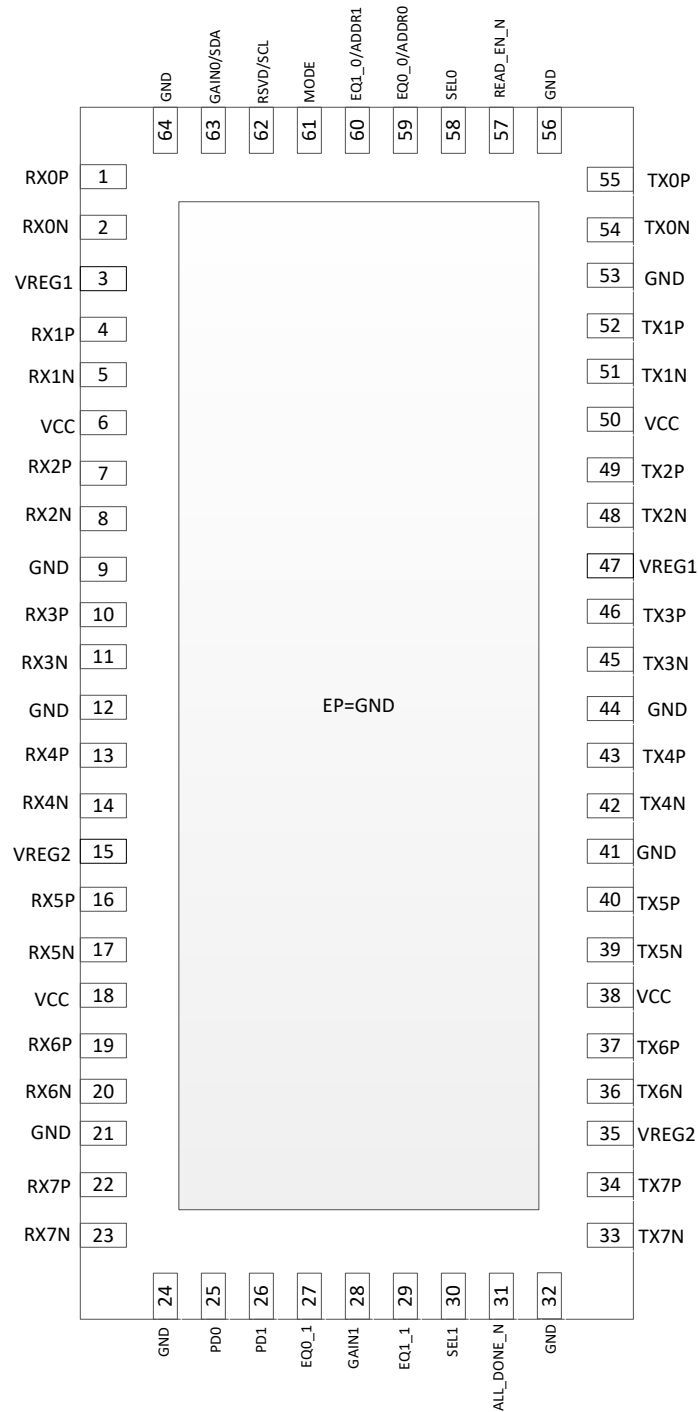 GND
GAIN0/SDA
RSVD/SCL
MODE
EQ1_0/ADDR1
EQ0_0/ADDR0
SEL0
READ_EN_N
GND
64
63
62
61
60
59
58
57
56
RX0P 1
55 TX0P
RX0N 2
54 TX0N
VREG1 3
53 GND
RX1P 4
52 TX1P
RX1N 5
51 TX1N
VCC 6
50 VCC
RX2P 7
49 TX2P
RX2N 8
48 TX2N
GND 9
47 VREG1
RX3P 10
46 TX3P
RX3N 11
45 TX3N
GND 12
EP=GND
44 GND
RX4P 13
43 TX4P
RX4N 14
42 TX4N
VREG2 15
41 GND
RX5P 16
40 TX5P
RX5N 17
39 TX5N
VCC 18
38 VCC
RX6P 19
37 TX6P
RX6N 20
36 TX6N
GND 21
35 VREG2
RX7P 22
34 TX7P
RX7N 23
33 TX7N
24
25
26
27
28
29
30
31
32
GND
PD0
PD1
EQ0_1
GAIN1
EQ1_1
SEL1
ALL_DONE_N
GND